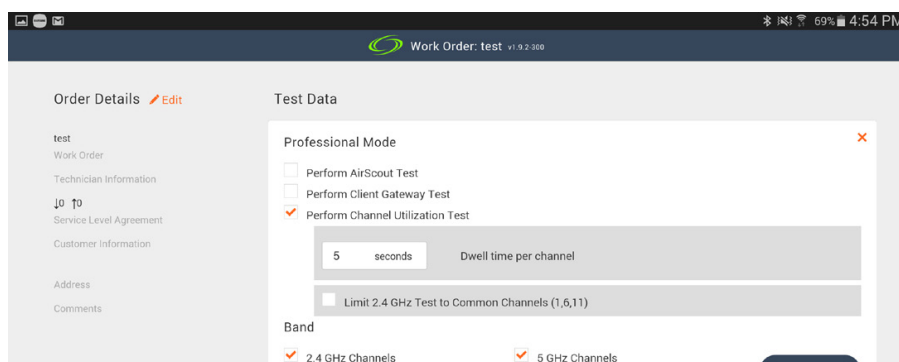 69% 4:54 PM
Work Order: test v1.9.2-300
Order Details Edit
Test Data
test
Work Order
Technician Information
↓0 ↑0
Service Level Agreement
Customer Information
Address
Comments
Professional Mode
Perform AirScout Test
Perform Client Gateway Test
Perform Channel Utilization Test
5 seconds Dwell time per channel
Limit 2.4 GHz Test to Common Channels (1,6,11)
Band
2.4 GHz Channels
5 GHz Channels